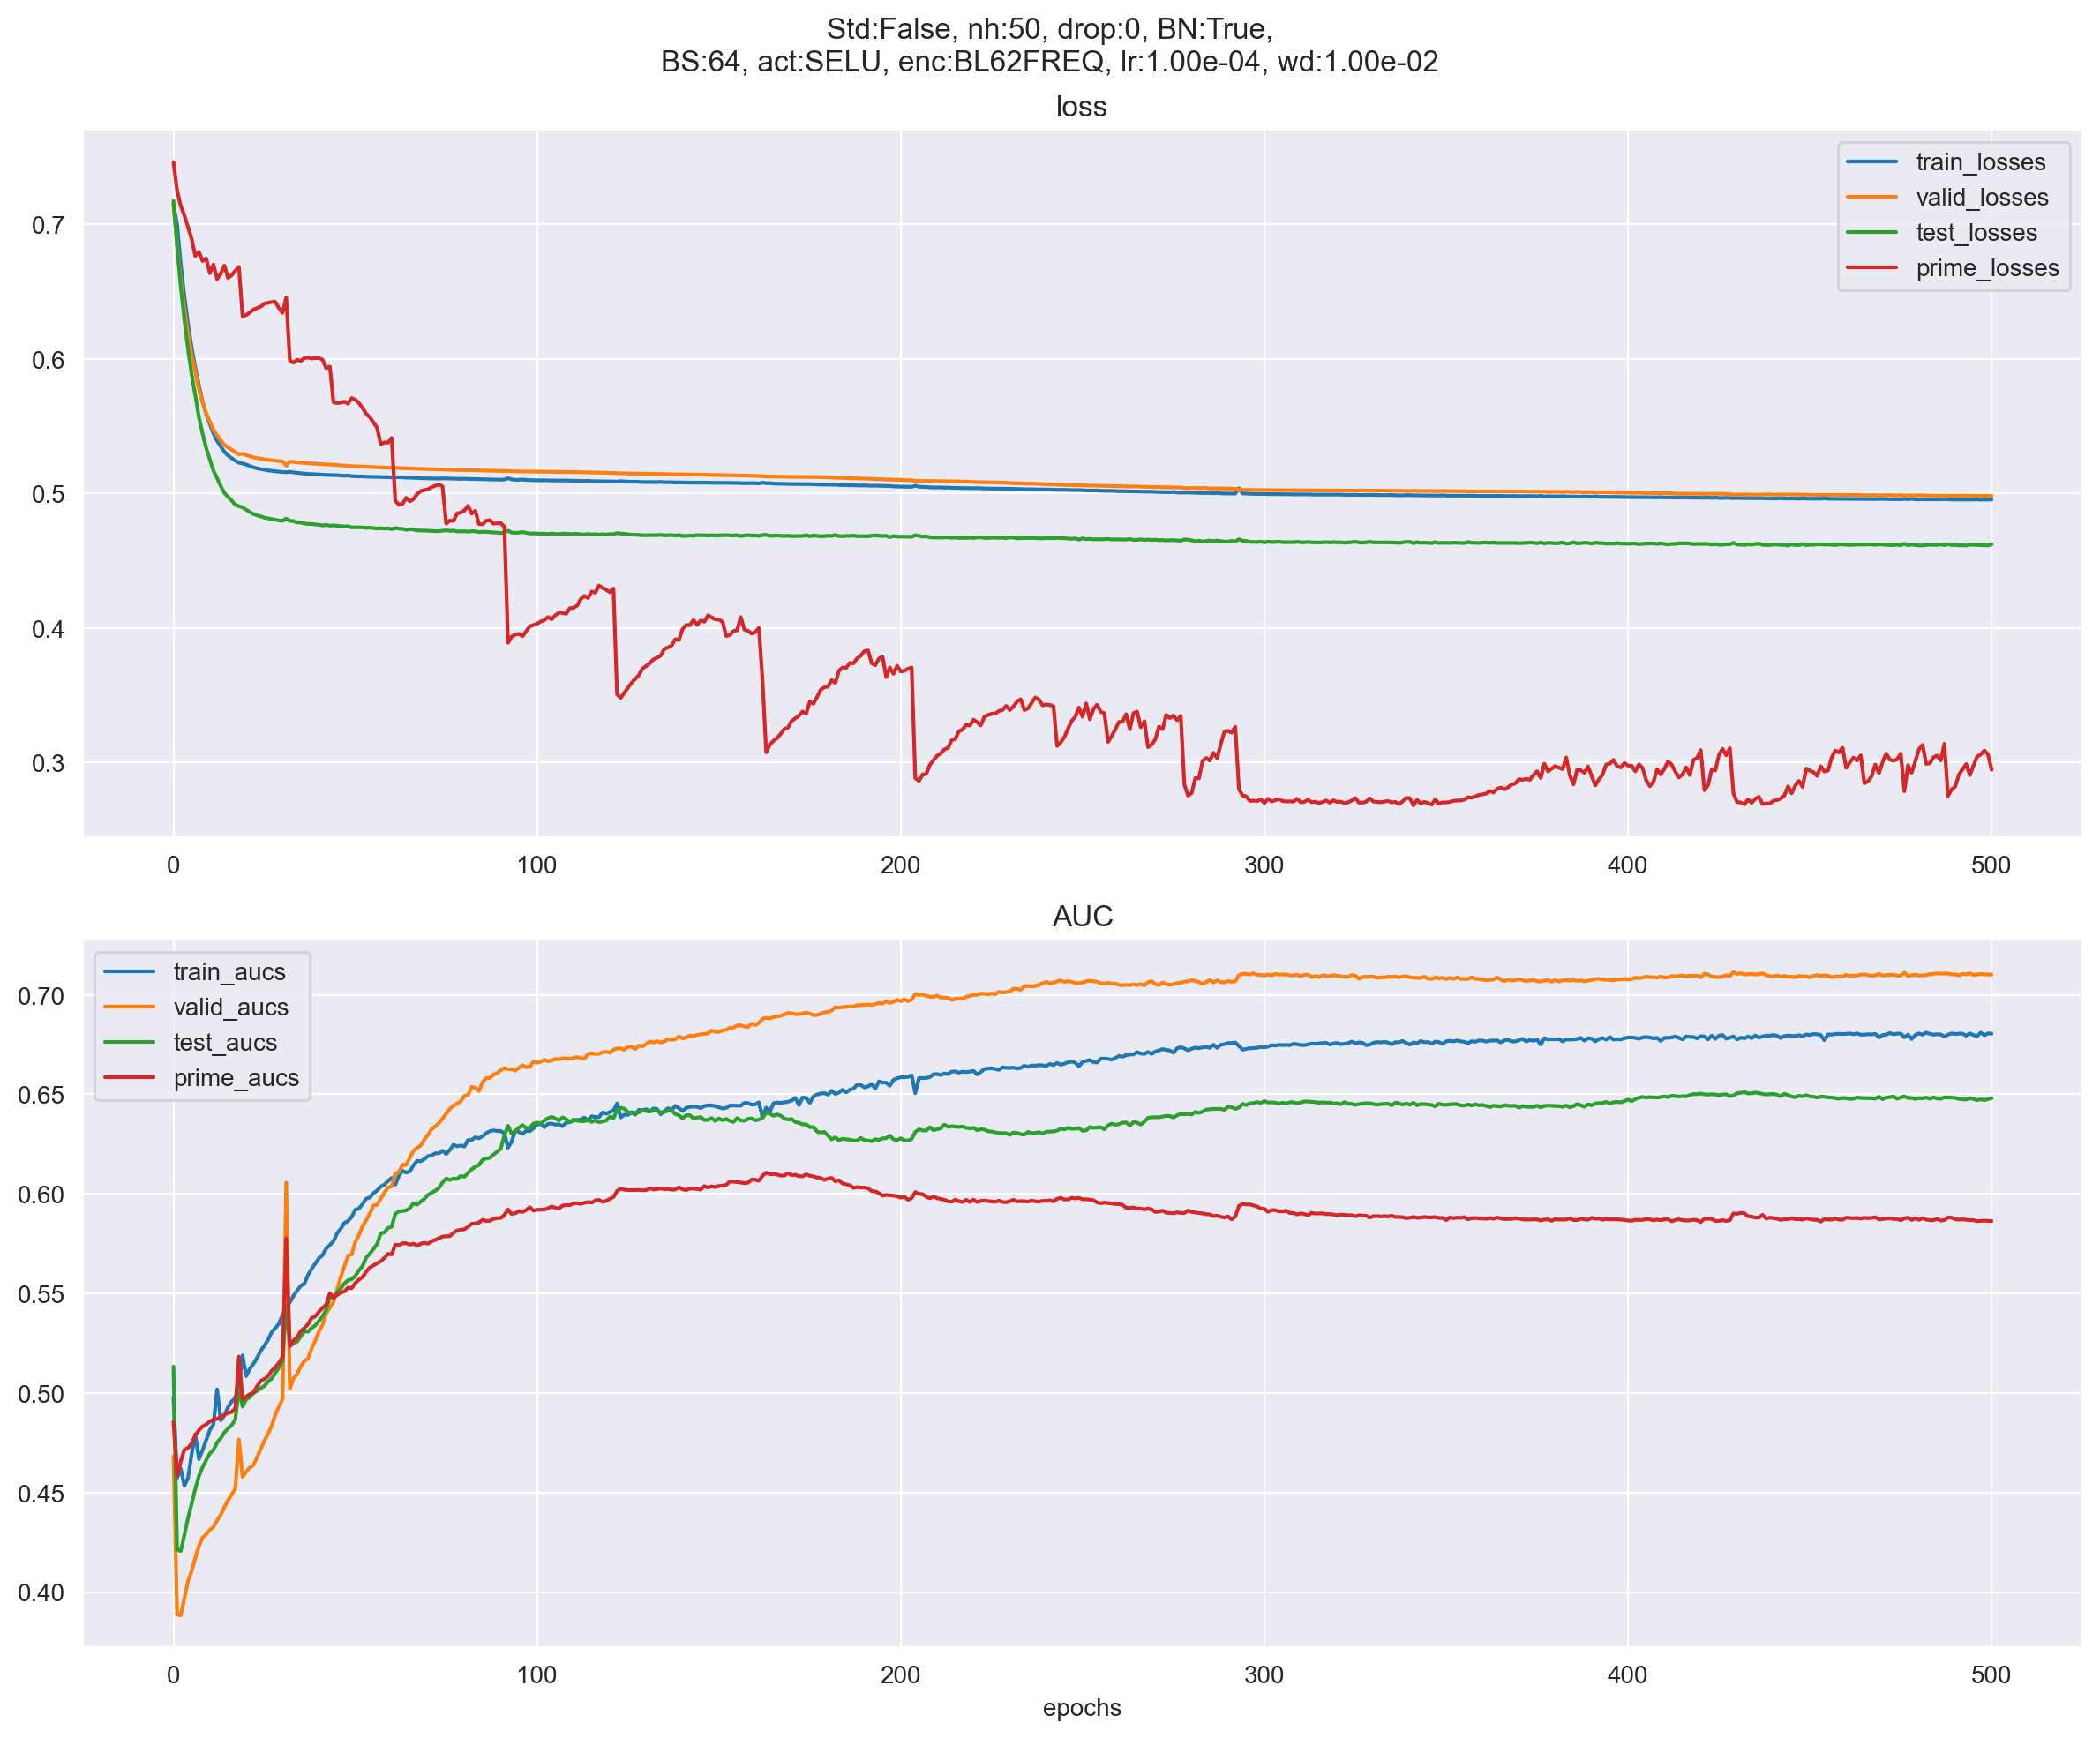 Std:False, nh:50, drop:0, BN:True,
BS:64, act:SELU, enc:BL62FREQ, lr:1.00e-04, wd:1.00e-02
loss
train_losses
valid_losses
test_losses
prime_losses
0.7
0.6
0.5
0.4
0.3
0 100 200 300 400 500
AUC
train_aucs
valid_aucs
test_aucs
prime_aucs
0.70
0.65
0.60
0.55
0.50
0.45
0.40
0 100 200 300 400 500
epochs